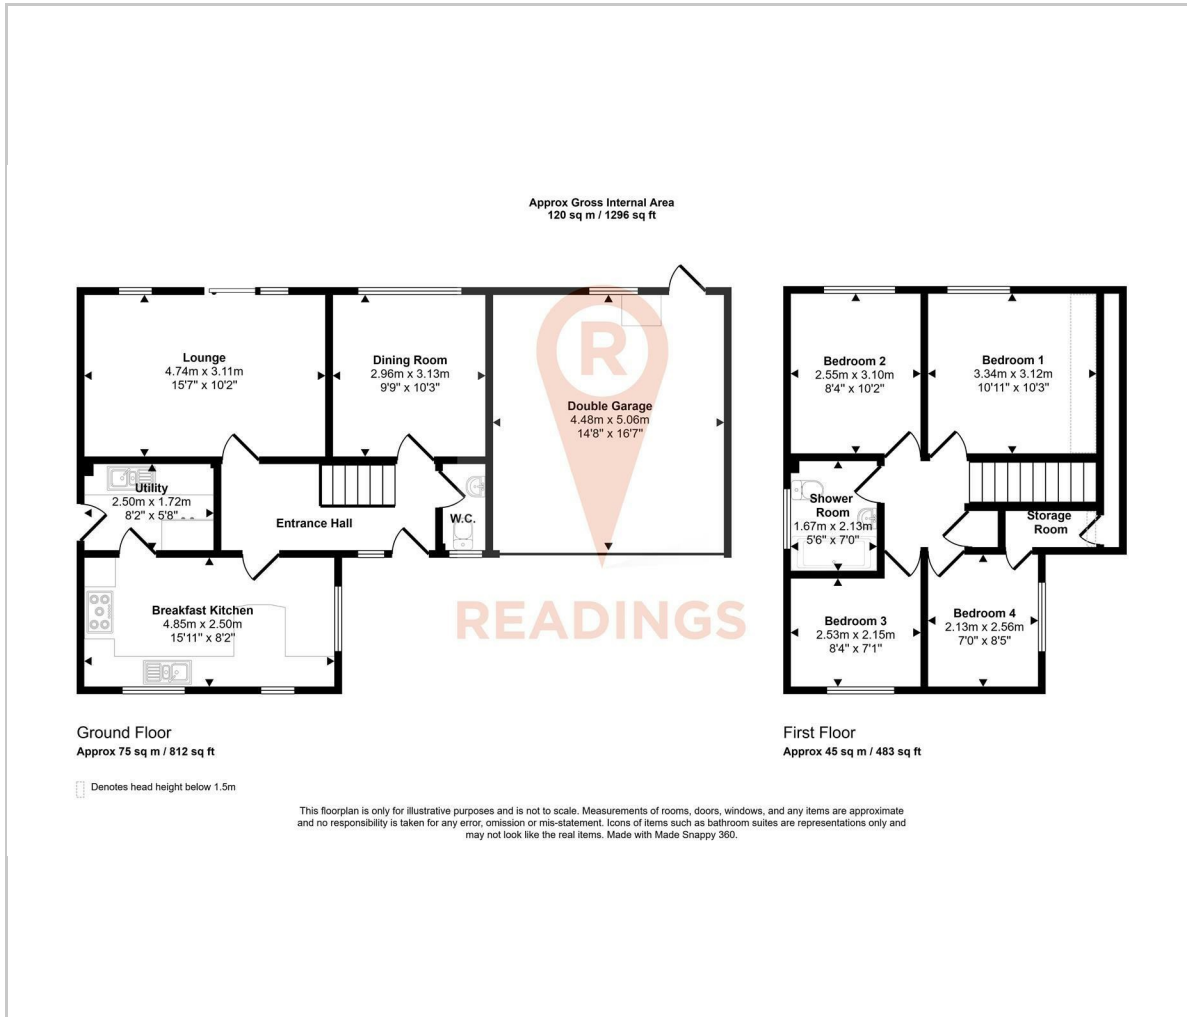 Approx Gross Internal Area
120 sq m / 1296 sq ft
Lounge
4.74m x 3.11m
15'7" x 10'2"
Dining Room
2.96m x 3.13m
9'9" x 10'3"
R
Double Garage
4.48m x 5.06m
14'8" x 16'7"
Utility
2.50m x 1.72m
8'2" x 5'8"
Entrance Hall
W.C.
Breakfast Kitchen
4.85m x 2.50m
15'11" x 8'2"
READINGS
Ground Floor
Approx 75 sq m / 812 sq ft
Bedroom 2
2.55m x 3.10m
8'4" x 10'2"
Bedroom 1
3.34m x 3.12m
10'11" x 10'3"
Shower
Room
1.67m x 2.13m
5'6" x 7'0"
Storage
Room
Bedroom 3
2.53m x 2.15m
8'4" x 7'1"
Bedroom 4
2.13m x 2.56m
7'0" x 8'5"
First Floor
Approx 45 sq m / 483 sq ft
Denotes head height below 1.5m
This floorplan is only for illustrative purposes and is not to scale. Measurements of rooms, doors, windows, and any items are approximate
and no responsibility is taken for any error, omission or mis-statement. Icons of items such as bathroom suites are representations only and
may not look like the real items. Made with Made Snappy 360.